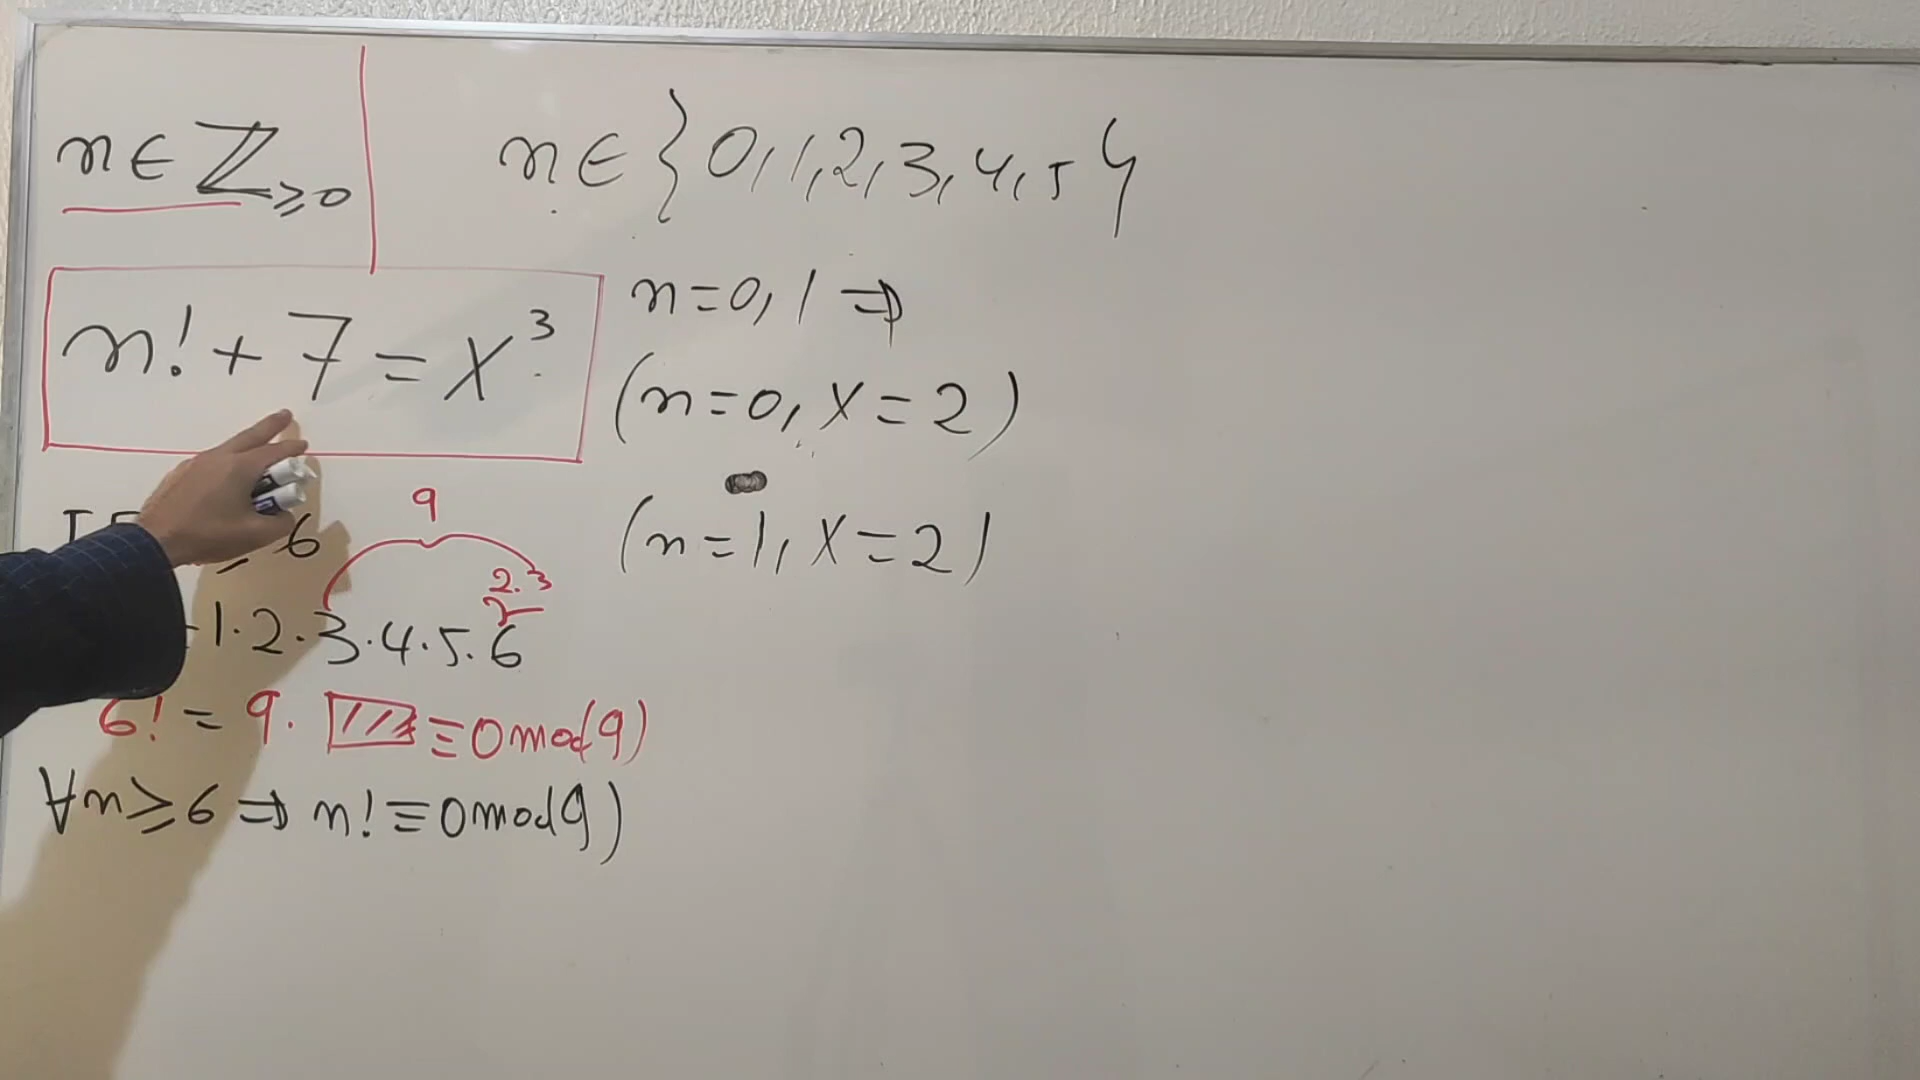 n ∈ ℤ≥0
n! + 7 = x³
6
9
2.3
1·2·3·4·5·6
6! = 9. ≡ 0 mod(9)
∀n ≥ 6 ⇒ n! ≡ 0 mod 9)
n ∈ {0,1,2,3,4,5}
n=0,1 ⇒
(n=0, x=2)
(n=1, x=2)